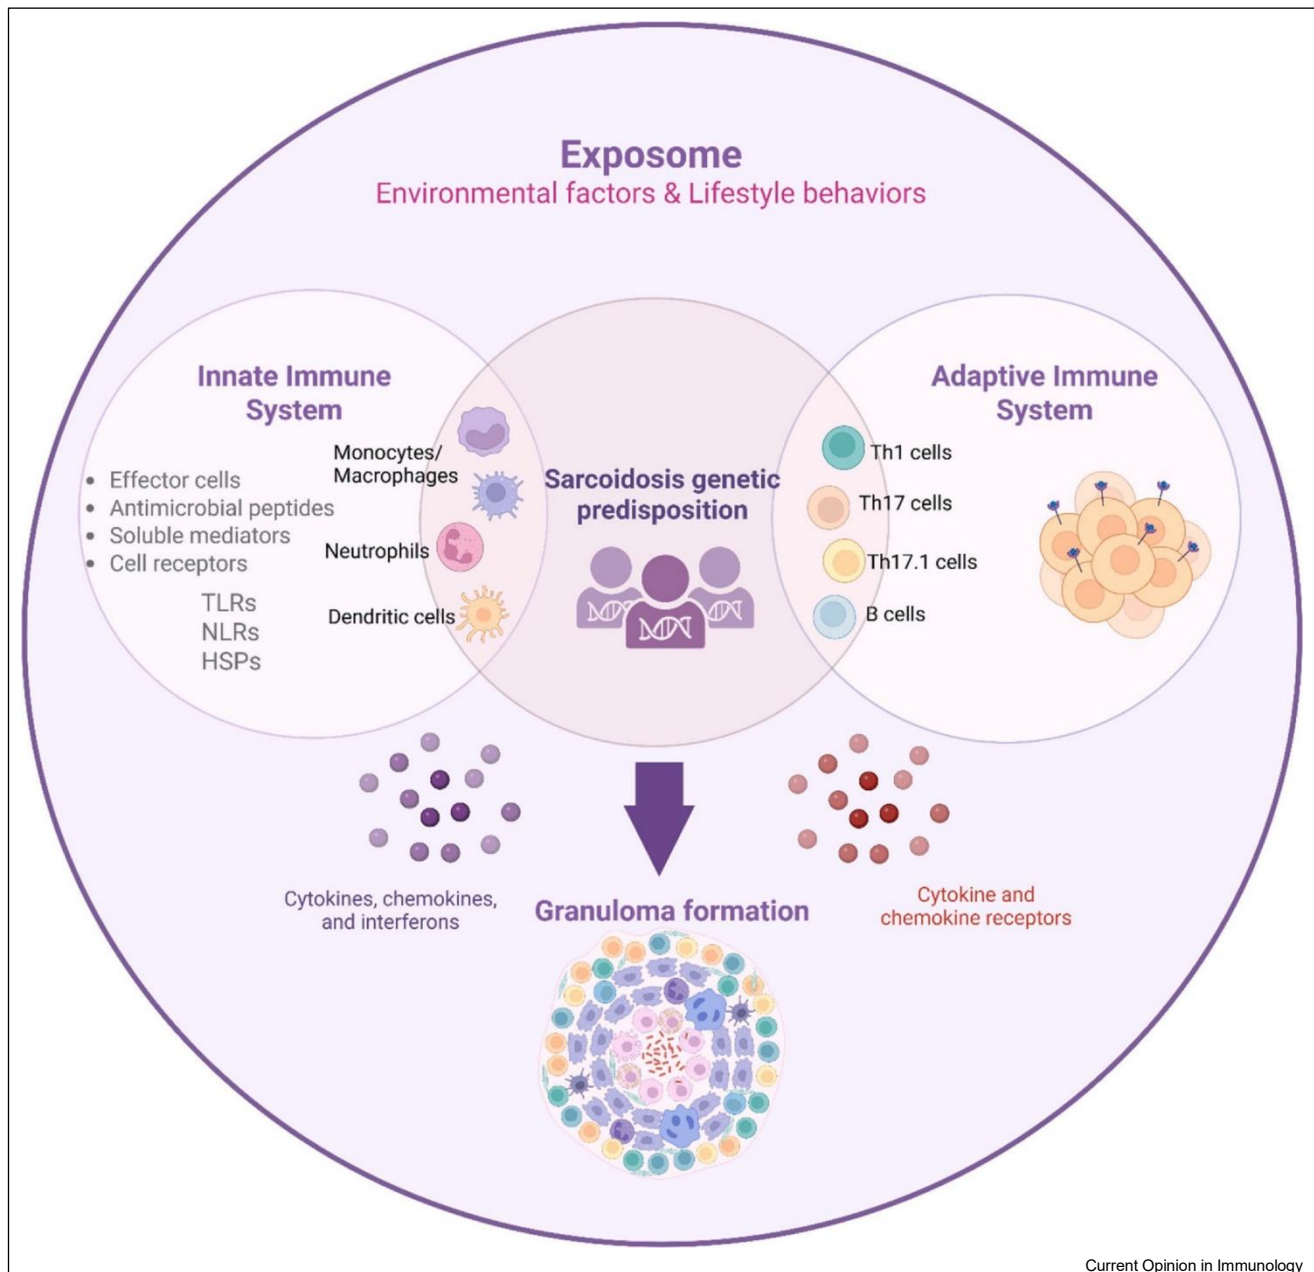 Exposome
Environmental factors & Lifestyle behaviors
Innate Immune
System
• Effector cells
• Antimicrobial peptides
• Soluble mediators
• Cell receptors
TLRs
NLRs
HSPs
Monocytes/
Macrophages
Neutrophils
Dendritic cells
Sarcoidosis genetic
predisposition
Adaptive Immune
System
Th1 cells
Th17 cells
Th17.1 cells
B cells
Cytokines, chemokines,
and interferons
Granuloma formation
Cytokine and
chemokine receptors
Current Opinion in Immunology